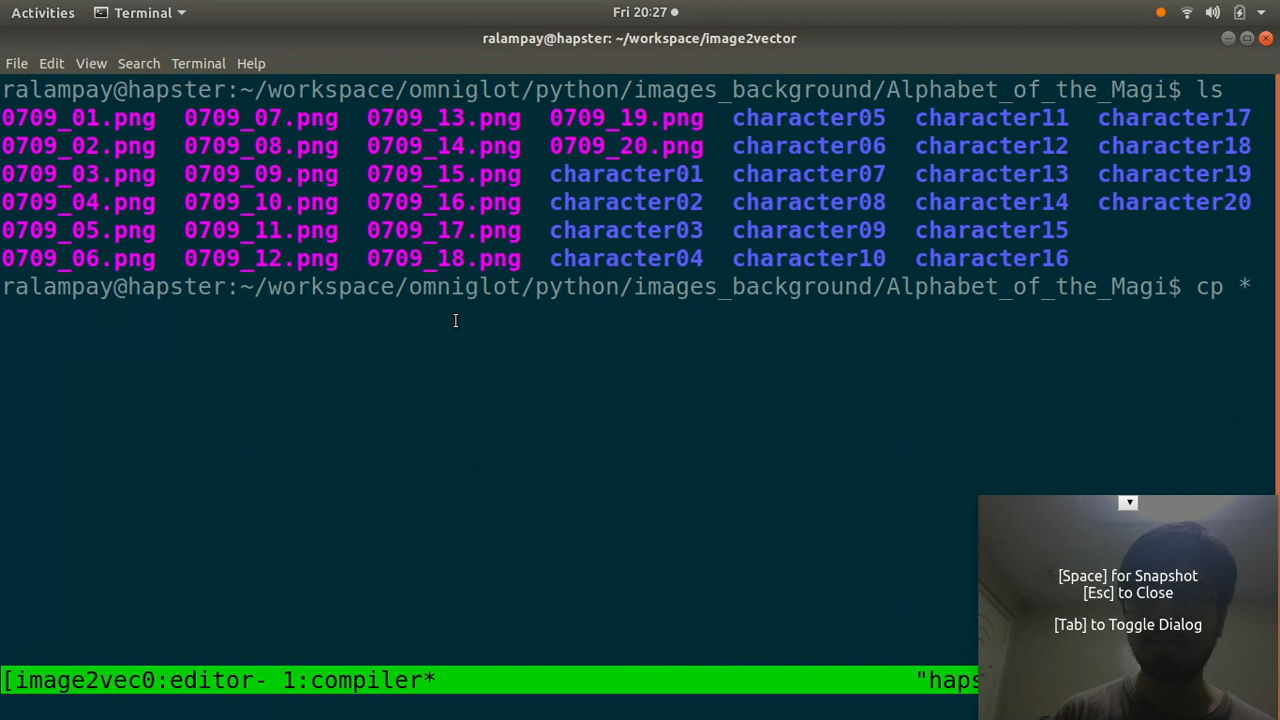 Activities Terminal Fri 20:27
ralampay@hapster: ~/workspace/image2vector
File Edit View Search Terminal Help
ralampay@hapster:~/workspace/omniglot/python/images_background/Alphabet_of_the_Magi$ ls
0709_01.png 0709_07.png 0709_13.png 0709_19.png character05 character11 character17
0709_02.png 0709_08.png 0709_14.png 0709_20.png character06 character12 character18
0709_03.png 0709_09.png 0709_15.png character01 character07 character13 character19
0709_04.png 0709_10.png 0709_16.png character02 character08 character14 character20
0709_05.png 0709_11.png 0709_17.png character03 character09 character15
0709_06.png 0709_12.png 0709_18.png character04 character10 character16
ralampay@hapster:~/workspace/omniglot/python/images_background/Alphabet_of_the_Magi$ cp *
[Space] for Snapshot
[Esc] to Close
[Tab] to Toggle Dialog
[image2vec0:editor- 1:compiler* "haps